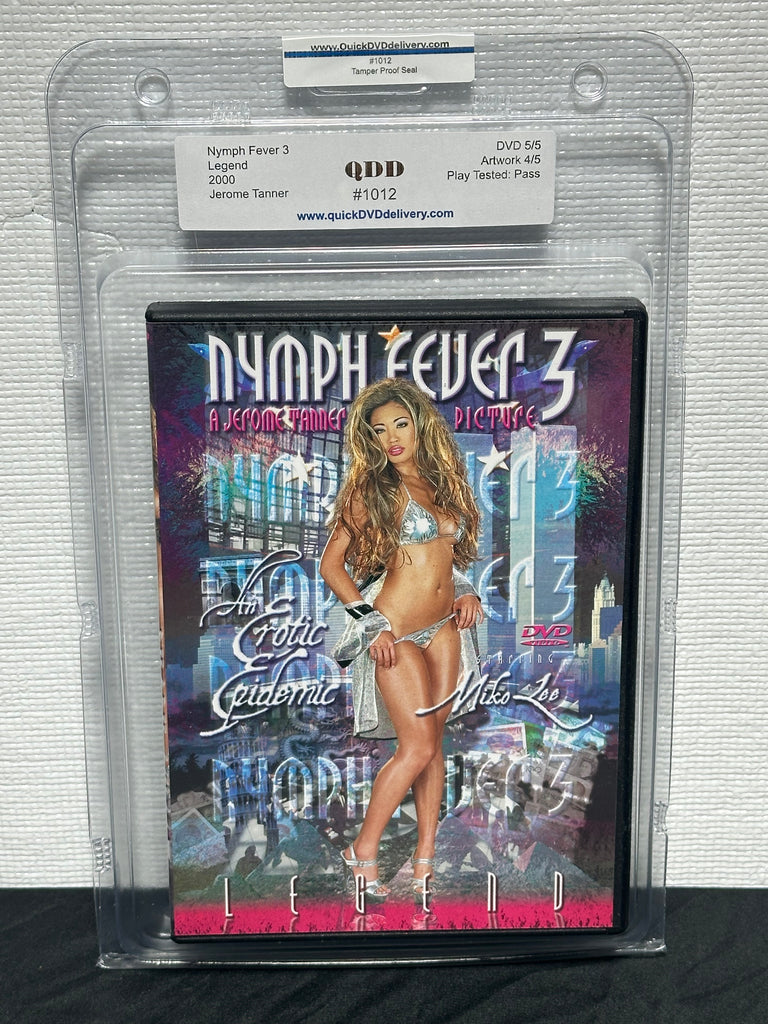 www.QuickDVDdelivery.com
#1012
Tamper Proof Seal
Nymph Fever 3
Legend
2000
Jerome Tanner
QDD
#1012
DVD 5/5
Artwork 4/5
Play Tested: Pass
www.quickDVDdelivery.com
NYMPH FEVER 3
A JEROME TANNER PICTURE
An Erotic Epidemic
DVD
VIDEO
STARRING
Miko Lee
LEGEND